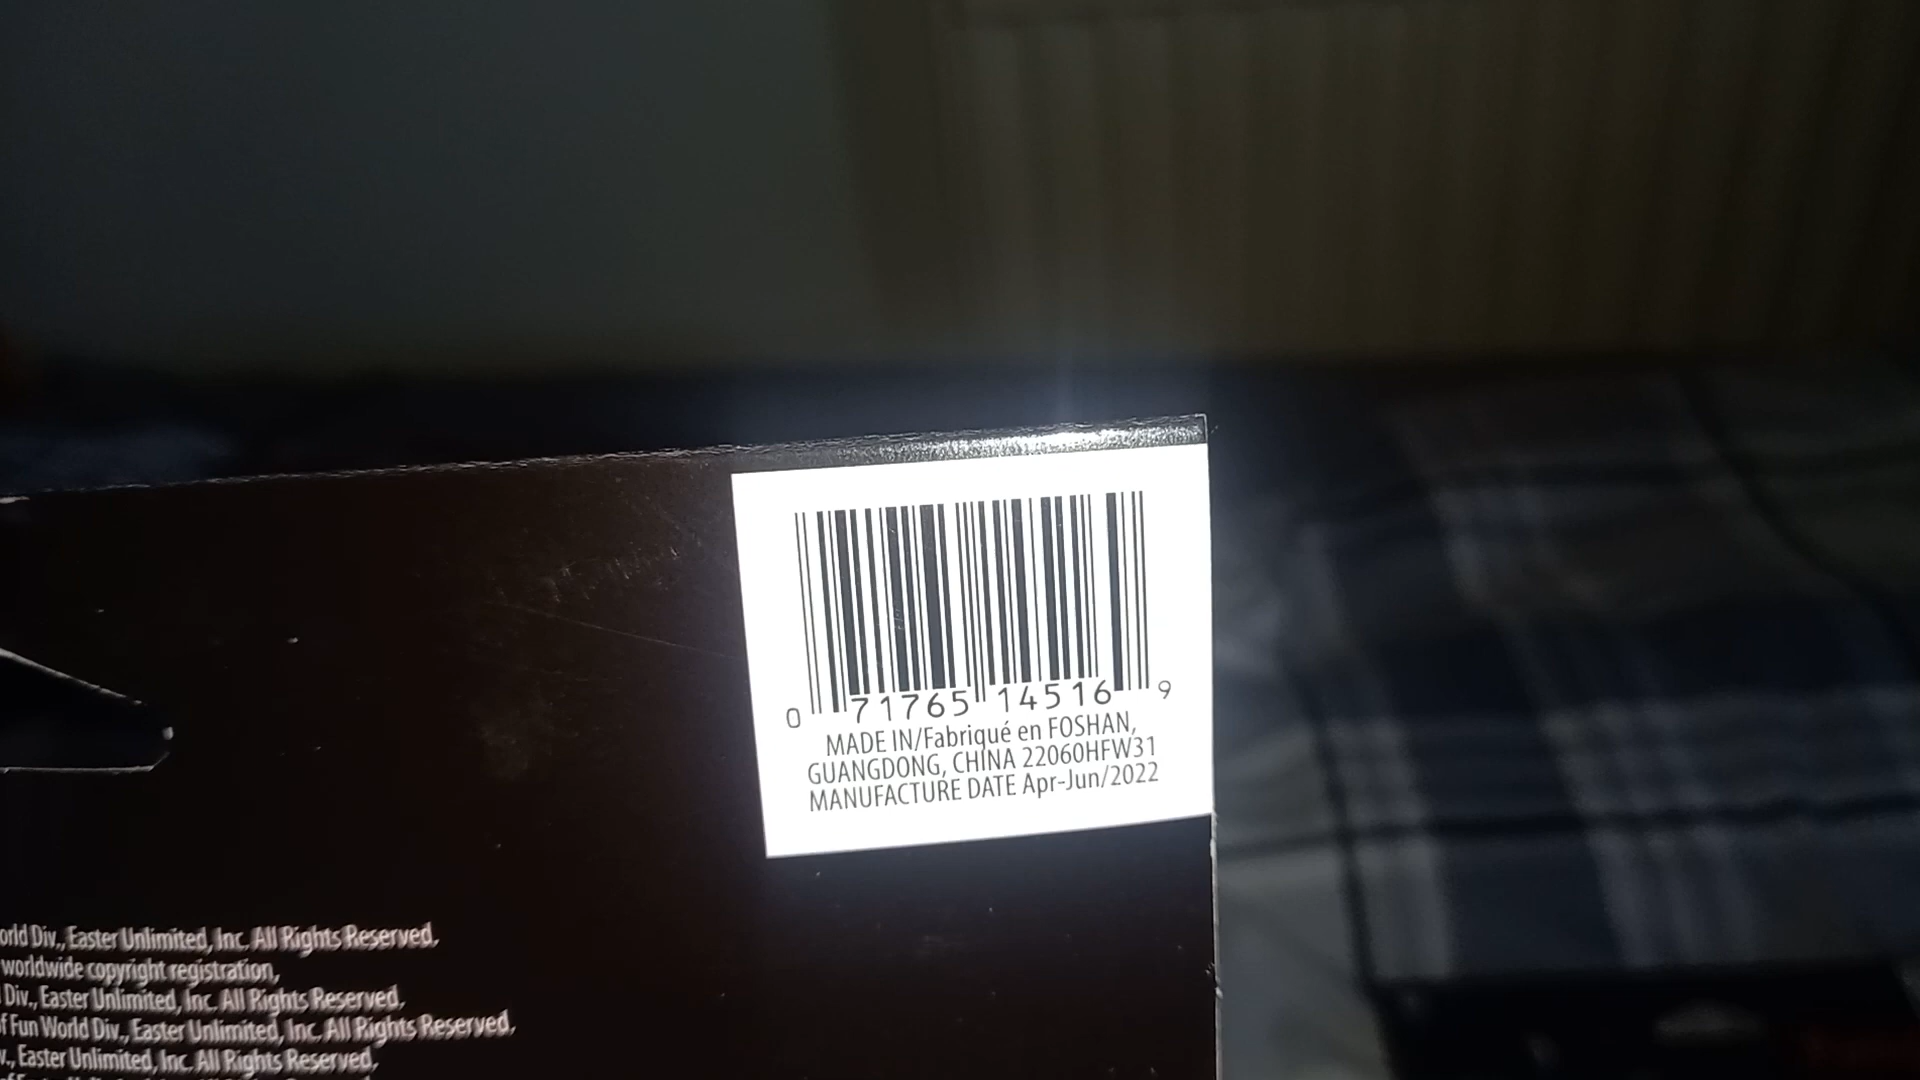 0 71765 14516 9
MADE IN/Fabriqué en FOSHAN,
GUANGDONG, CHINA 22060HFW31
MANUFACTURE DATE Apr-Jun/2022
Div., Easter Unlimited, Inc. All Rights Reserved,
worldwide copyright registration,
Div., Easter Unlimited, Inc. All Rights Reserved,
Fun World Div., Easter Unlimited, Inc. All Rights Reserved,
Easter Unlimited, Inc. All Rights Reserved,